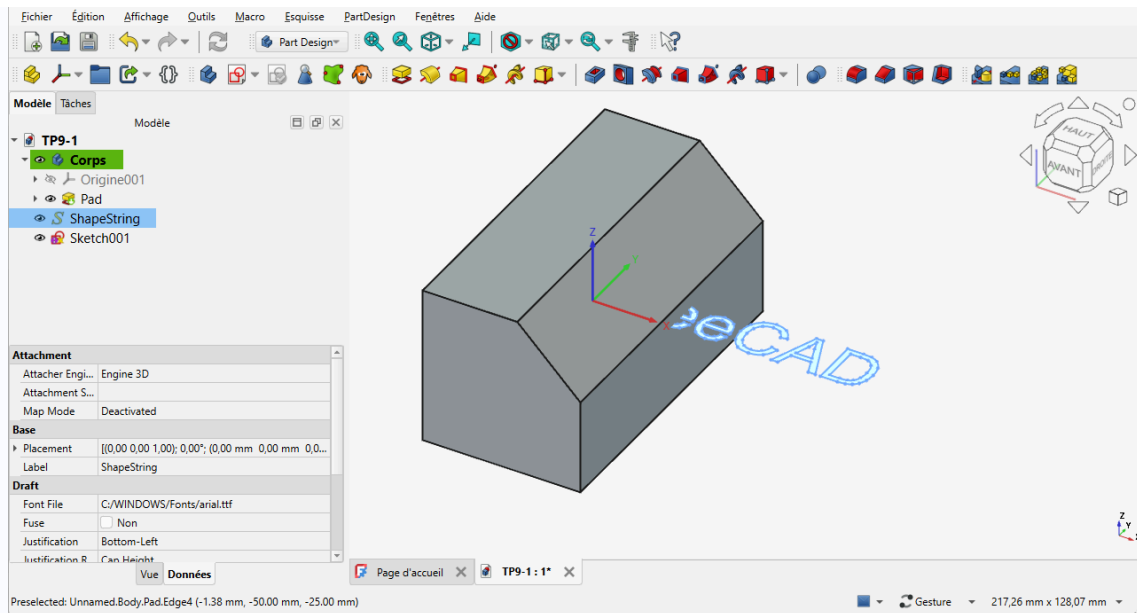 Fichier Édition Affichage Outils Macro Esquisse PartDesign Fenêtres Aide
Part Design
Modèle Tâches
Modèle
TP9-1
Corps
Origine001
Pad
ShapeString
Sketch001
HAUT
AVANT
DROITE
Z
Y
X
eCAD
Attachment
Attacher Engi... Engine 3D
Attachment S...
Map Mode Deactivated
Base
Placement [(0,00 0,00 1,00); 0,00°; (0,00 mm 0,00 mm 0,0...
Label ShapeString
Draft
Font File C:/WINDOWS/Fonts/arial.ttf
Fuse Non
Justification Bottom-Left
Justification R... Cap Height
Z
Y
X
Vue Données
Page d'accueil TP9-1 : 1*
Preselected: Unnamed.Body.Pad.Edge4 (-1.38 mm, -50.00 mm, -25.00 mm) Gesture 217,26 mm x 128,07 mm